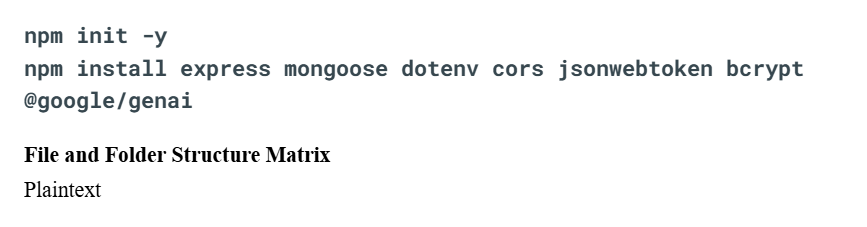 npm init -y
npm install express mongoose dotenv cors jsonwebtoken bcrypt
@google/genai
File and Folder Structure Matrix
Plaintext